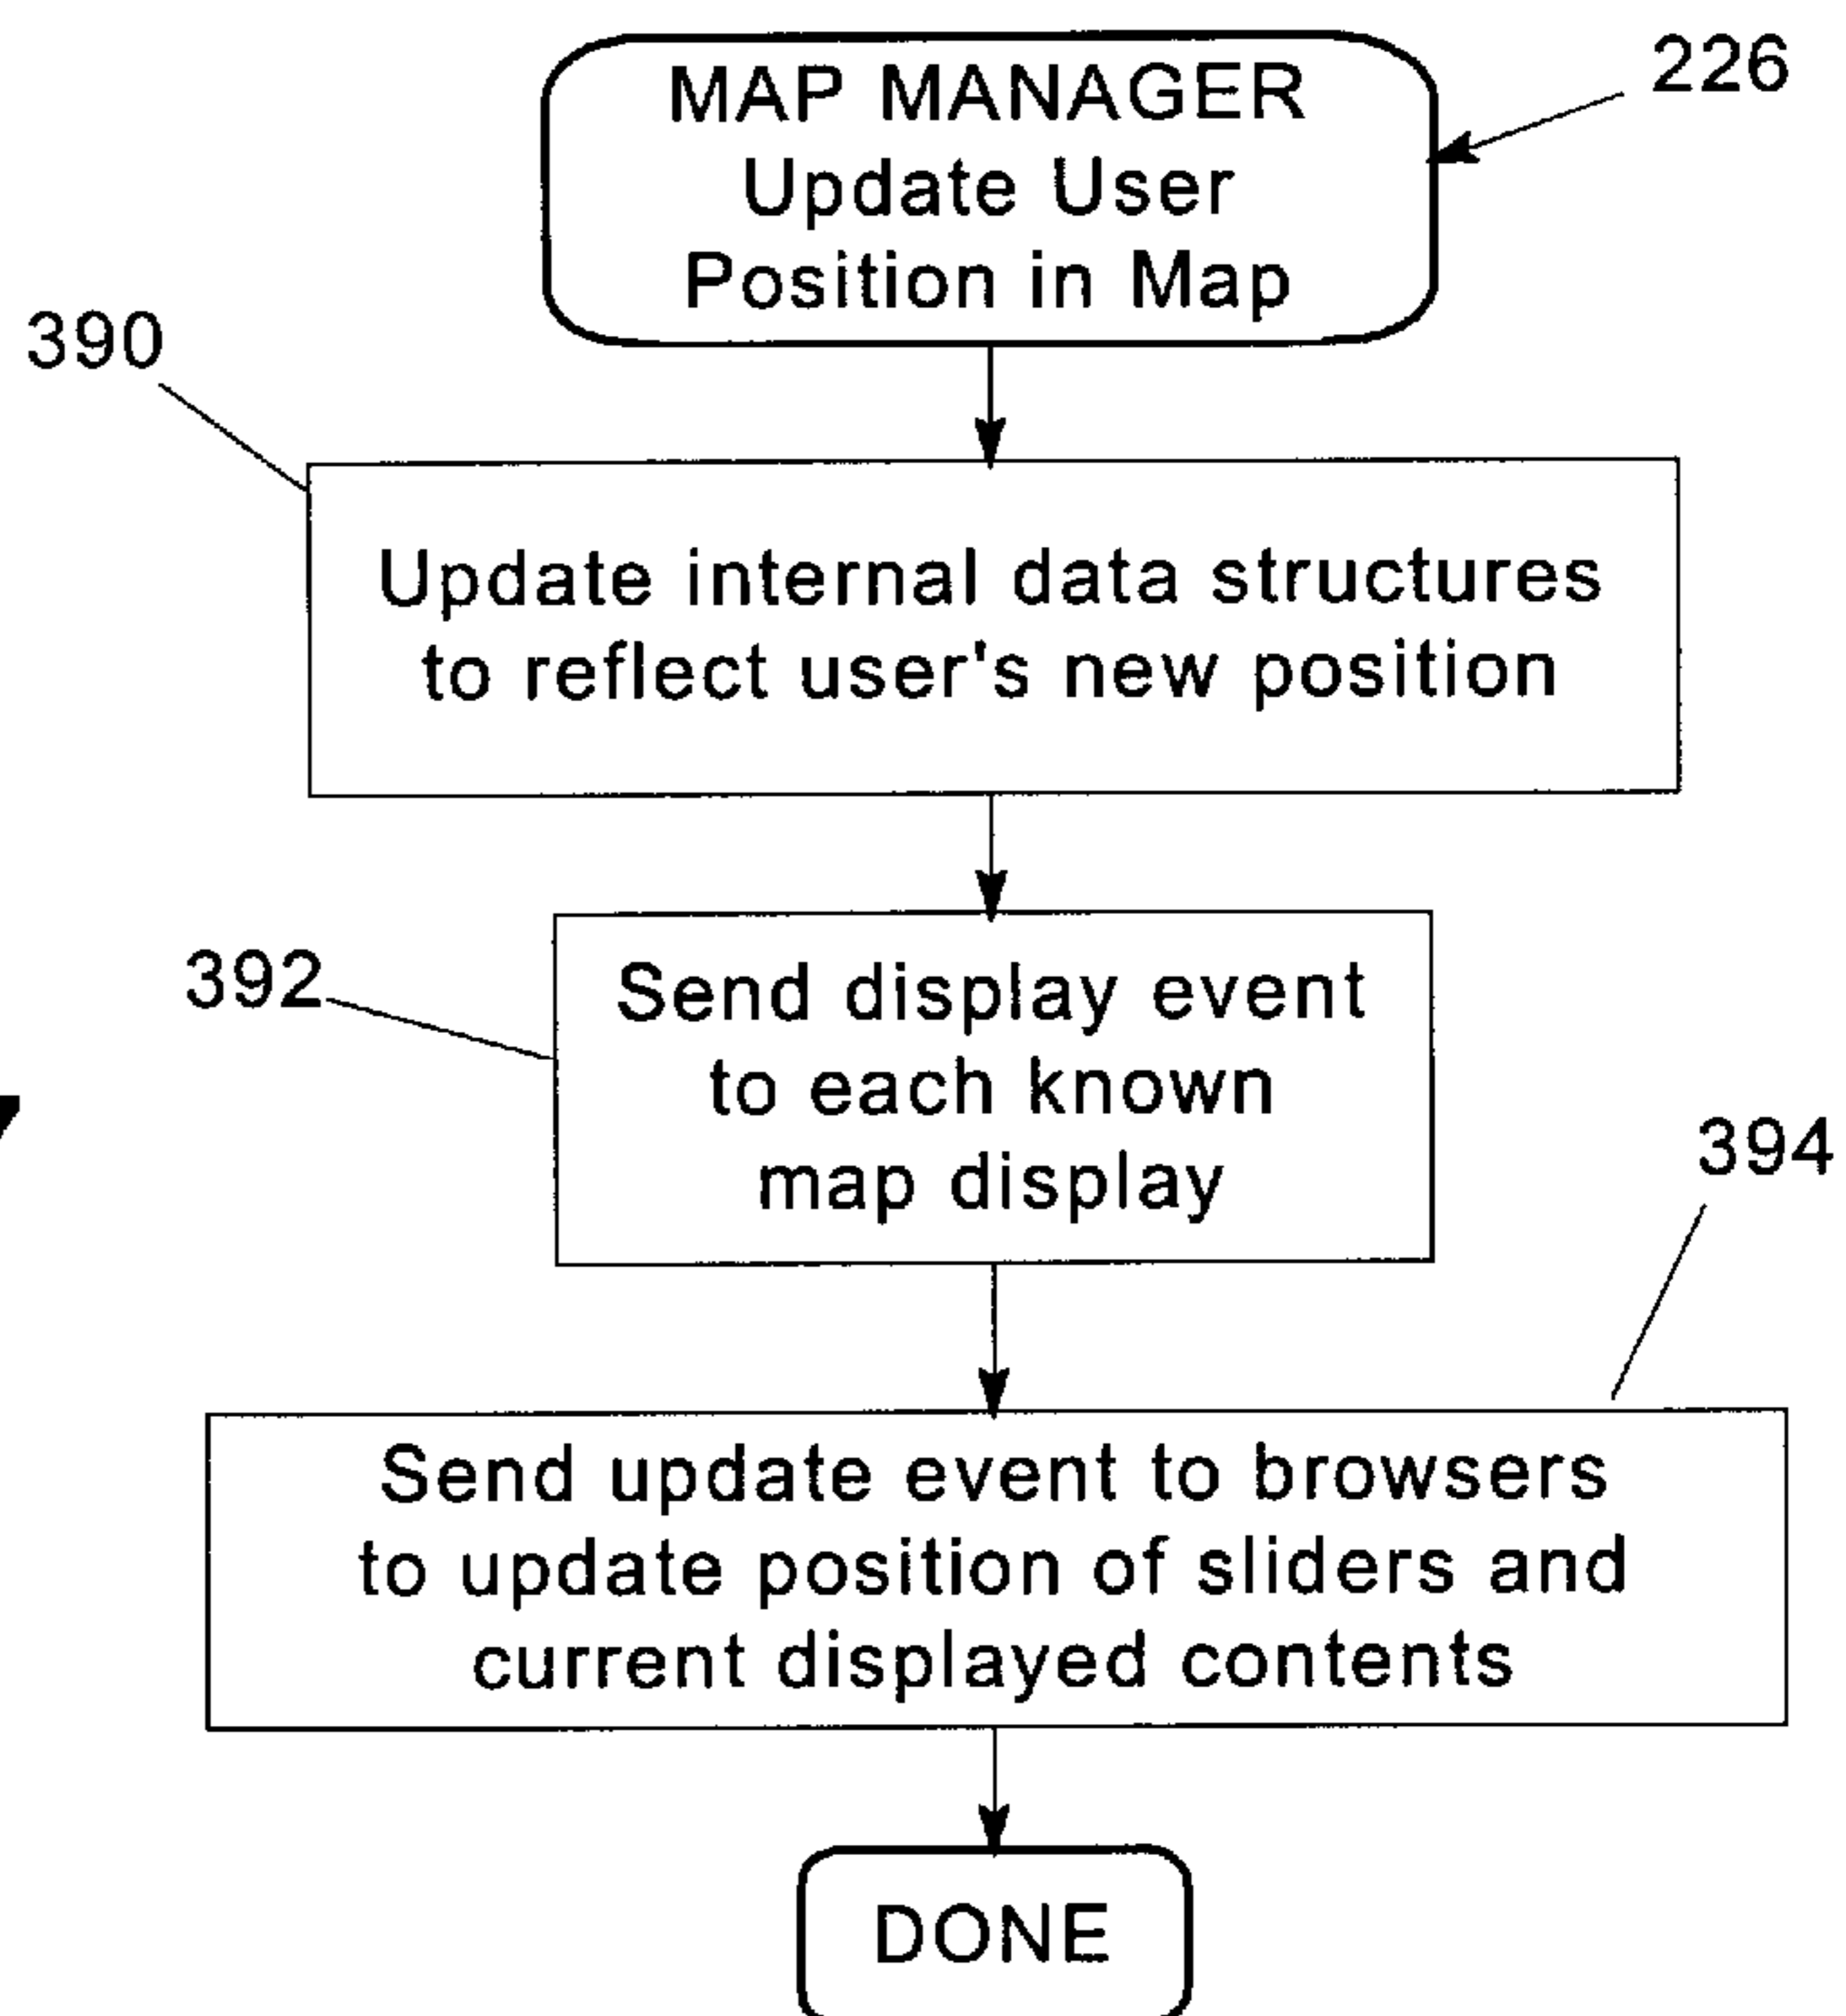 MAP MANAGER
Update User
Position in Map
226
390
Update internal data structures
to reflect user's new position
392
Send display event
to each known
map display
394
Send update event to browsers
to update position of sliders and
current displayed contents
DONE